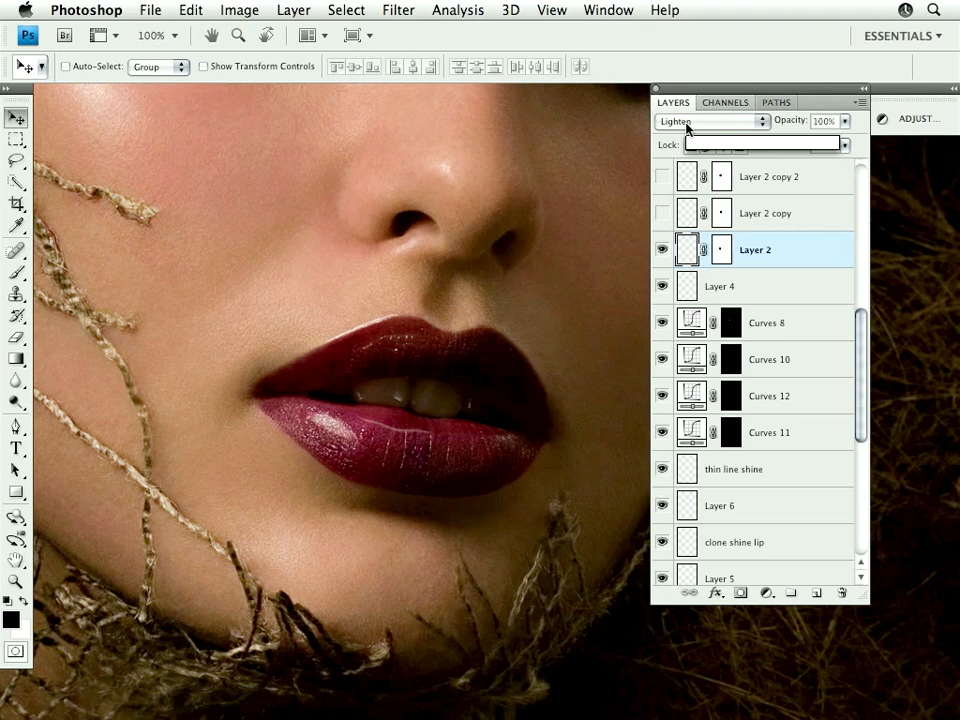 Photoshop File Edit Image Layer Select Filter Analysis 3D View Window Help
Ps Br 100% ESSENTIALS
Auto-Select: Group Show Transform Controls
LAYERS CHANNELS PATHS
Lighten Opacity: 100% ADJUST...
Lock:
Layer 2 copy 2
Layer 2 copy
Layer 2
Layer 4
Curves 8
Curves 10
Curves 12
Curves 11
thin line shine
Layer 6
clone shine lip
Layer 5
T
fx